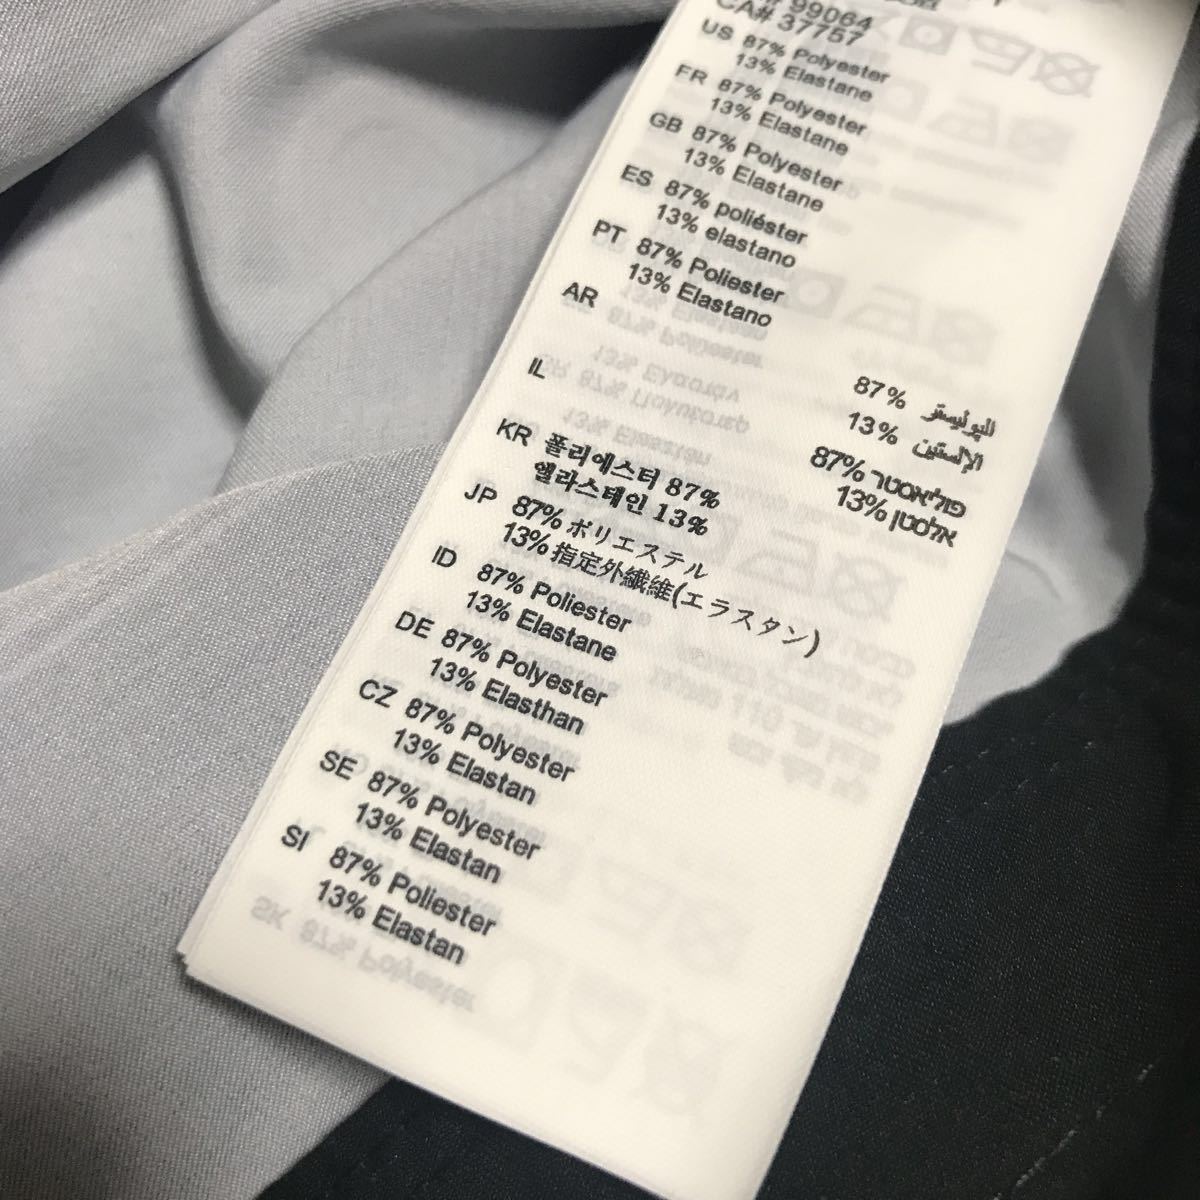 # 99064
CA# 37757
US 87% Polyester
13% Elastane
FR 87% Polyester
13% Elastane
GB 87% Polyester
13% Elastane
ES 87% poliéster
13% elastano
PT 87% Poliester
13% Elastano
AR
87% للبوليستر
13% الإلستين
IL
87% פוליאסטר
13% אלסטן
KR 폴리에스터 87%
엘라스테인 13%
JP 87% ポリエステル
13% 指定外繊維(エラスタン)
ID 87% Poliester
13% Elastane
DE 87% Polyester
13% Elasthan
CZ 87% Polyester
13% Elastan
SE 87% Polyester
13% Elastan
SI 87% Poliester
13% Elastan